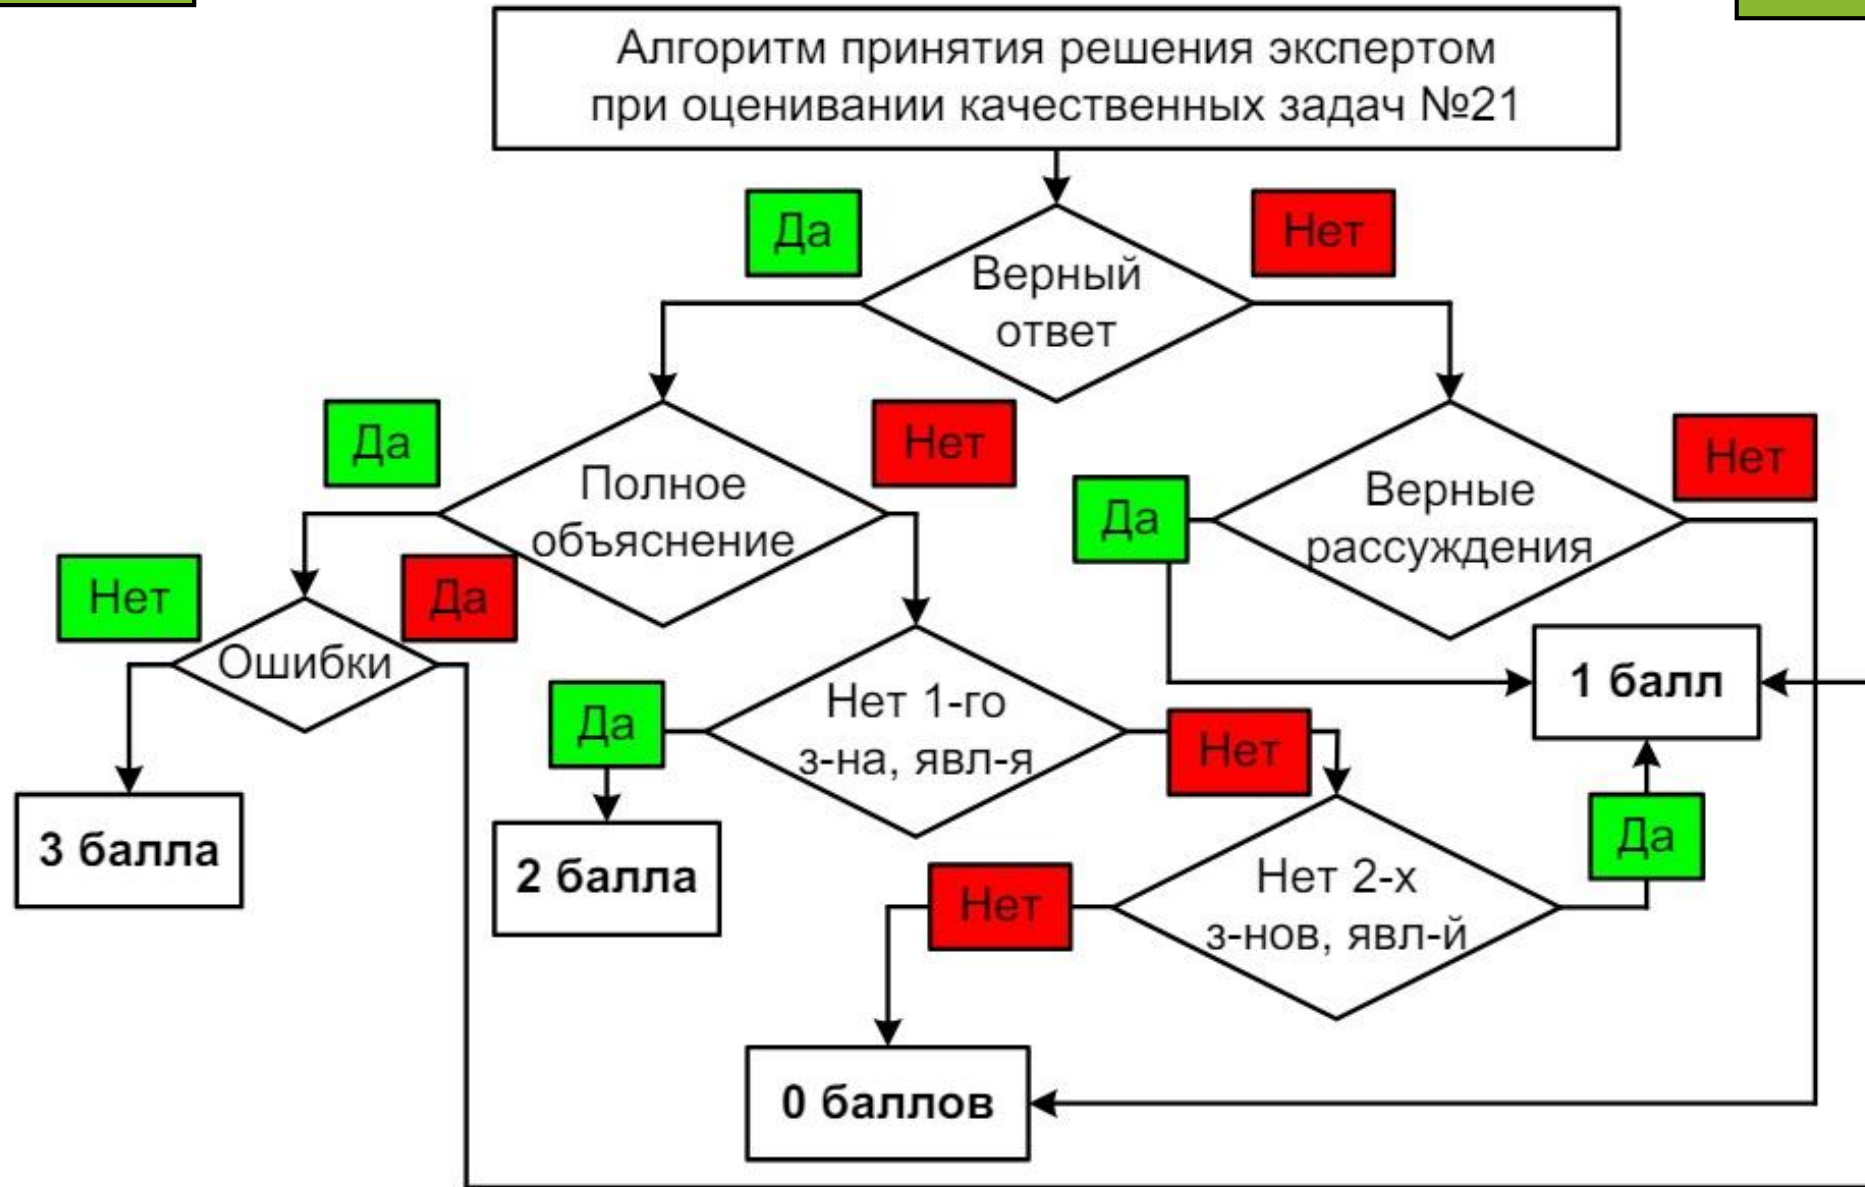 Алгоритм принятия решения экспертом
при оценивании качественных задач №21
Да
Нет
Верный
ответ
Да
Нет
Полное
объяснение
Да
Нет
Верные
рассуждения
Нет
Да
Ошибки
Да
Нет 1-го
з-на, явл-я
Нет
1 балл
3 балла
2 балла
Нет
Нет 2-х
з-нов, явл-й
Да
0 баллов